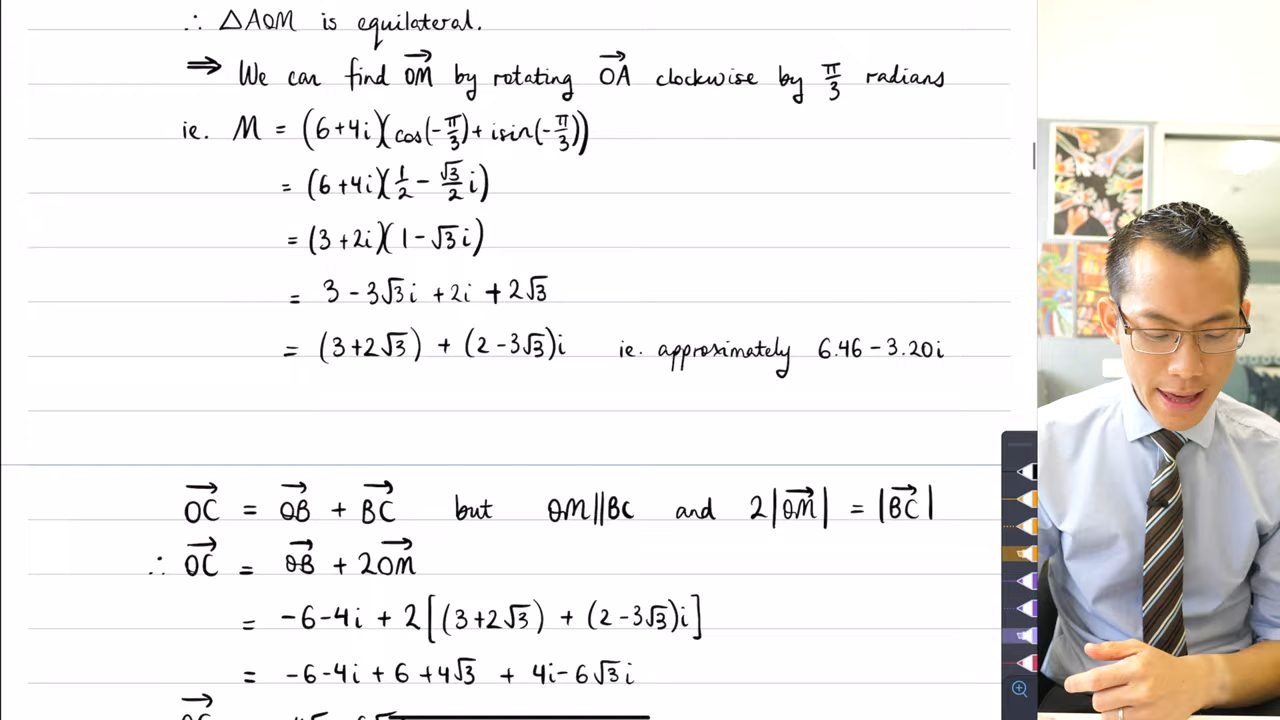 ∴ △AOM is equilateral.
⇒ We can find OM⃗ by rotating OA⃗ clockwise by π/3 radians
ie. M = (6+4i)(cos(-π/3)+isin(-π/3))
= (6+4i)(1/2 - √3/2 i)
= (3+2i)(1-√3i)
= 3 - 3√3i + 2i + 2√3
= (3+2√3) + (2-3√3)i ie. approximately 6.46 - 3.20i
OC⃗ = OB⃗ + BC⃗ but OM||BC and 2|OM⃗| = |BC⃗|
∴ OC⃗ = OB⃗ + 2OM⃗
= -6-4i + 2[(3+2√3) + (2-3√3)i]
= -6-4i + 6 + 4√3 + 4i - 6√3i